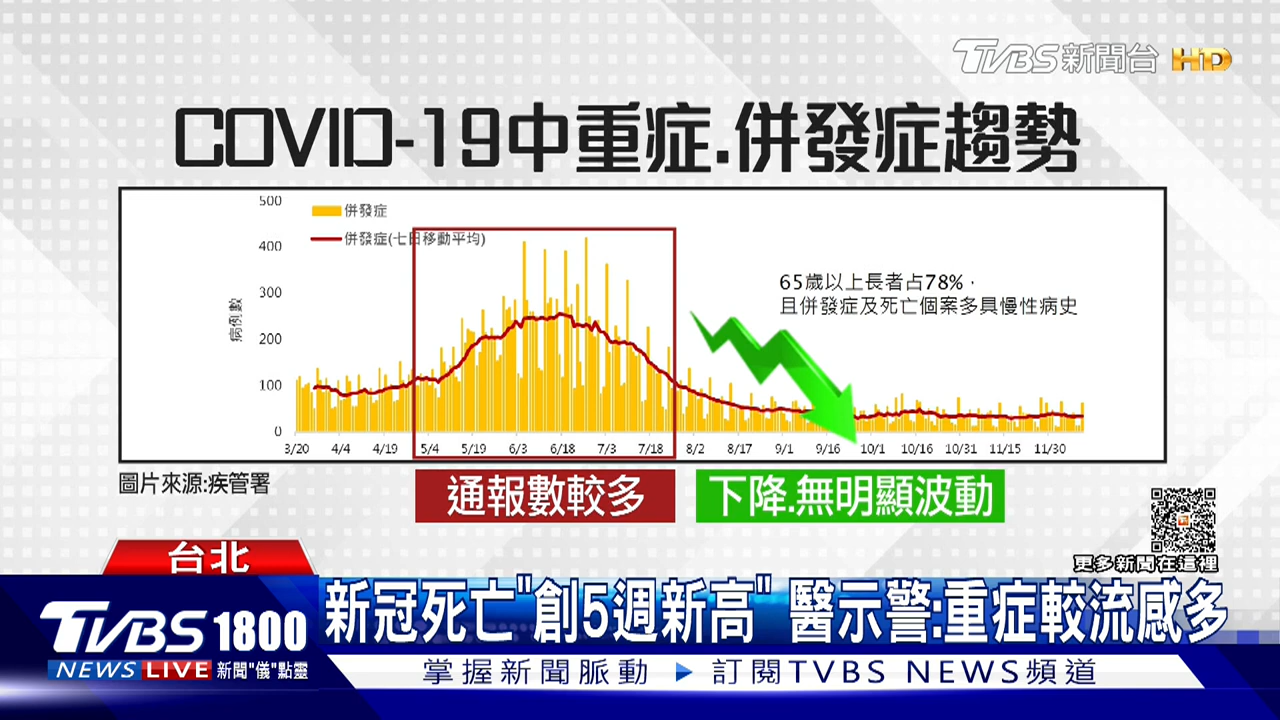 TVBS新聞台 HD
COVID-19中重症.併發症趨勢
500
400
300
200
100
0
病例數
併發症
併發症(七日移動平均)
65歲以上長者占78%，
且併發症及死亡個案多具慢性病史
3/20 4/4 4/19 5/4 5/19 6/3 6/18 7/3 7/18 8/2 8/17 9/1 9/16 10/1 10/16 10/31 11/15 11/30
圖片來源:疾管署
通報數較多
下降.無明顯波動
更多新聞在這裡
台北
新冠死亡"創5週新高" 醫示警:重症較流感多
TVBS 1800
NEWS LIVE 新聞"儀"點靈
掌握新聞脈動 ▶ 訂閱TVBS NEWS頻道